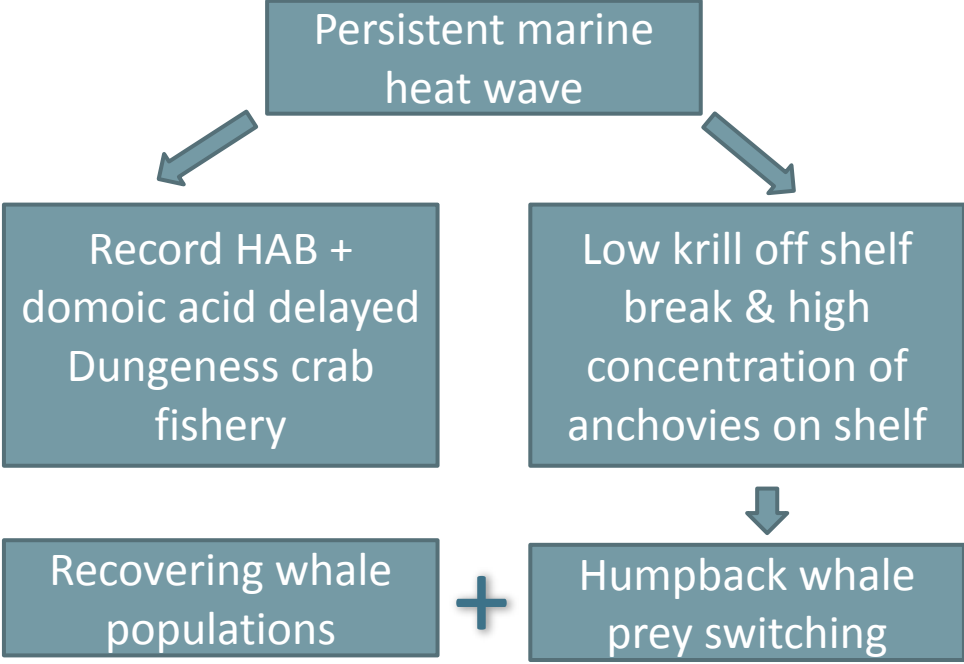 Persistent marine
heat wave
Record HAB +
domoic acid delayed
Dungeness crab
fishery
Low krill off shelf
break & high
concentration of
anchovies on shelf
Recovering whale
populations
+
Humpback whale
prey switching